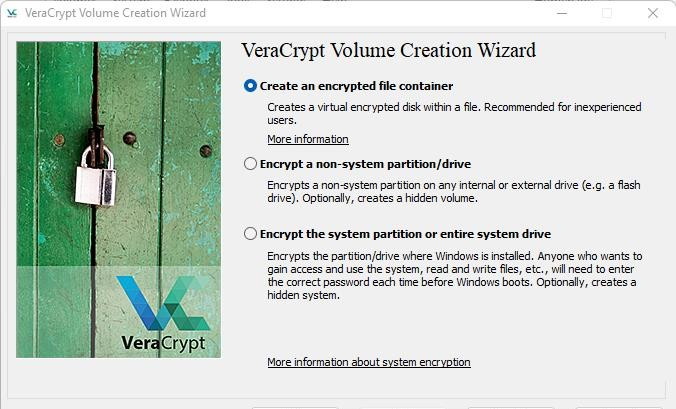 VeraCrypt Volume Creation Wizard
VeraCrypt Volume Creation Wizard
Create an encrypted file container
Creates a virtual encrypted disk within a file. Recommended for inexperienced
users.
More information
Encrypt a non-system partition/drive
Encrypts a non-system partition on any internal or external drive (e.g. a flash
drive). Optionally, creates a hidden volume.
Encrypt the system partition or entire system drive
Encrypts the partition/drive where Windows is installed. Anyone who wants to
gain access and use the system, read and write files, etc., will need to enter
the correct password each time before Windows boots. Optionally, creates a
hidden system.
VeraCrypt
More information about system encryption